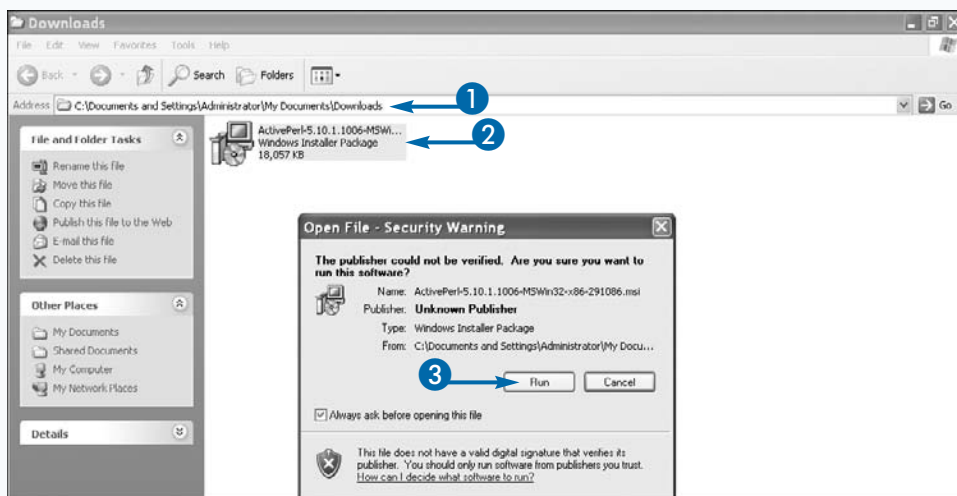 Downloads
File Edit View Favorites Tools Help
Back Search Folders
Address C:\Documents and Settings\Administrator\My Documents\Downloads Go
1
File and Folder Tasks
Rename this file
Move this file
Copy this file
Publish this file to the Web
E-mail this file
Delete this file
Other Places
My Documents
Shared Documents
My Computer
My Network Places
Details
ActivePerl-5.10.1.1006-MSWi...
Windows Installer Package
18,057 KB
2
Open File - Security Warning
The publisher could not be verified. Are you sure you want to
run this software?
Name: ActivePerl-5.10.1.1006-MSWin32-x86-291086.msi
Publisher: Unknown Publisher
Type: Windows Installer Package
From: C:\Documents and Settings\Administrator\My Docu...
3
Run Cancel
Always ask before opening this file
This file does not have a valid digital signature that verifies its
publisher. You should only run software from publishers you trust.
How can I decide what software to run?